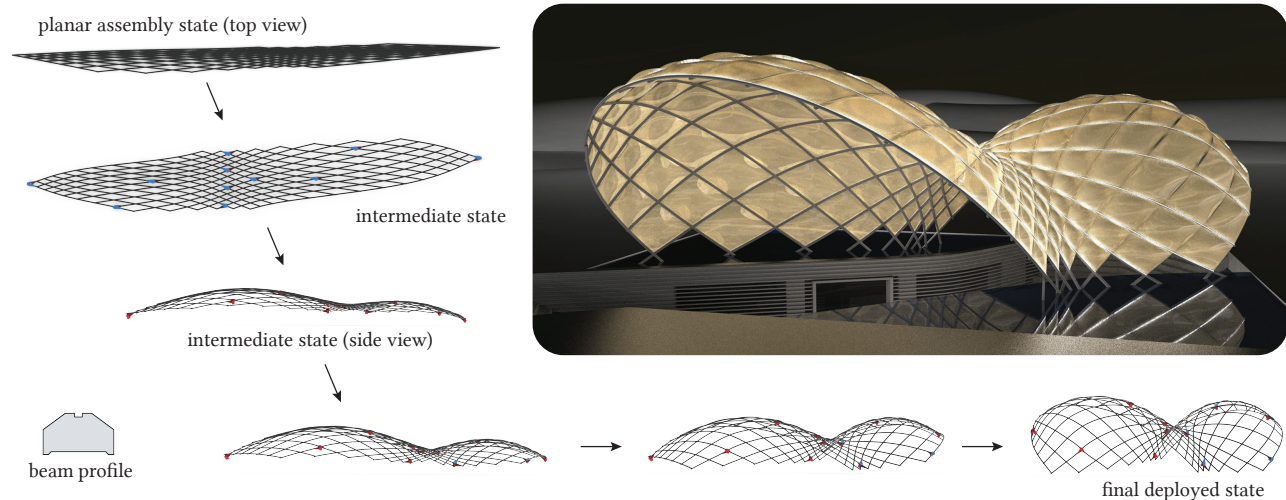 planar assembly state (top view)
intermediate state
intermediate state (side view)
beam profile
final deployed state